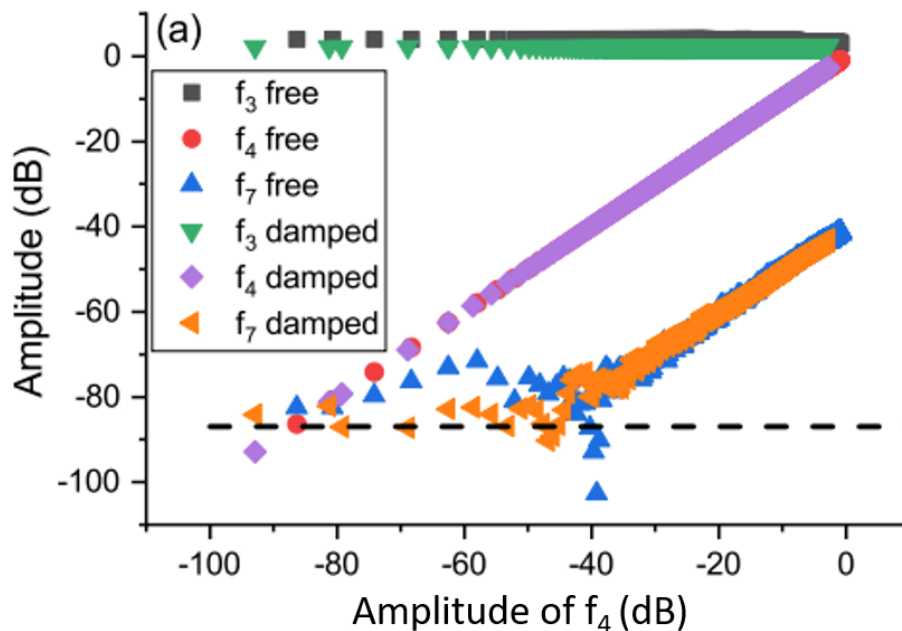 (a)
0
-20
-40
-60
-80
-100
Amplitude (dB)
f₃ free
f₄ free
f₇ free
f₃ damped
f₄ damped
f₇ damped
-100 -80 -60 -40 -20 0
Amplitude of f₄ (dB)